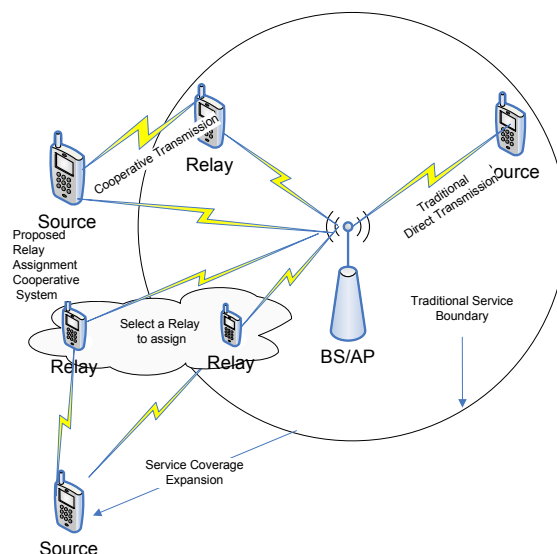 Cooperative Transmission
Relay
Source
Source
Traditional
Direct Transmission
Proposed
Relay
Assignment
Cooperative
System
Select a Relay
to assign
Relay
Relay
BS/AP
Traditional Service
Boundary
Service Coverage
Expansion
Source